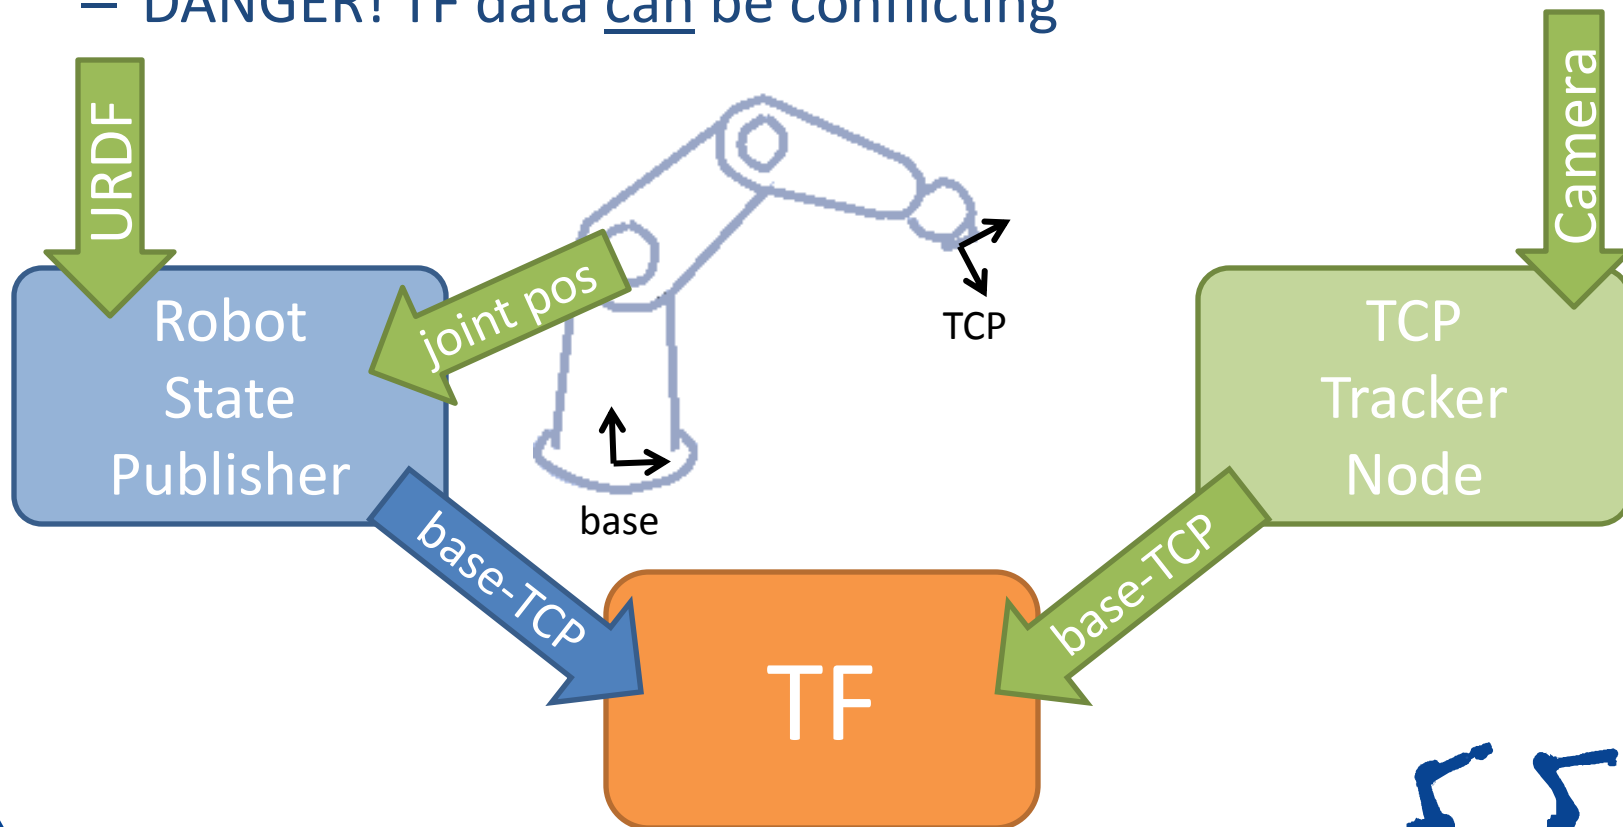 – DANGER! TF data can be conflicting
URDF
Camera
joint pos
TCP
Robot
State
Publisher
TCP
Tracker
Node
base
base-TCP
base-TCP
TF